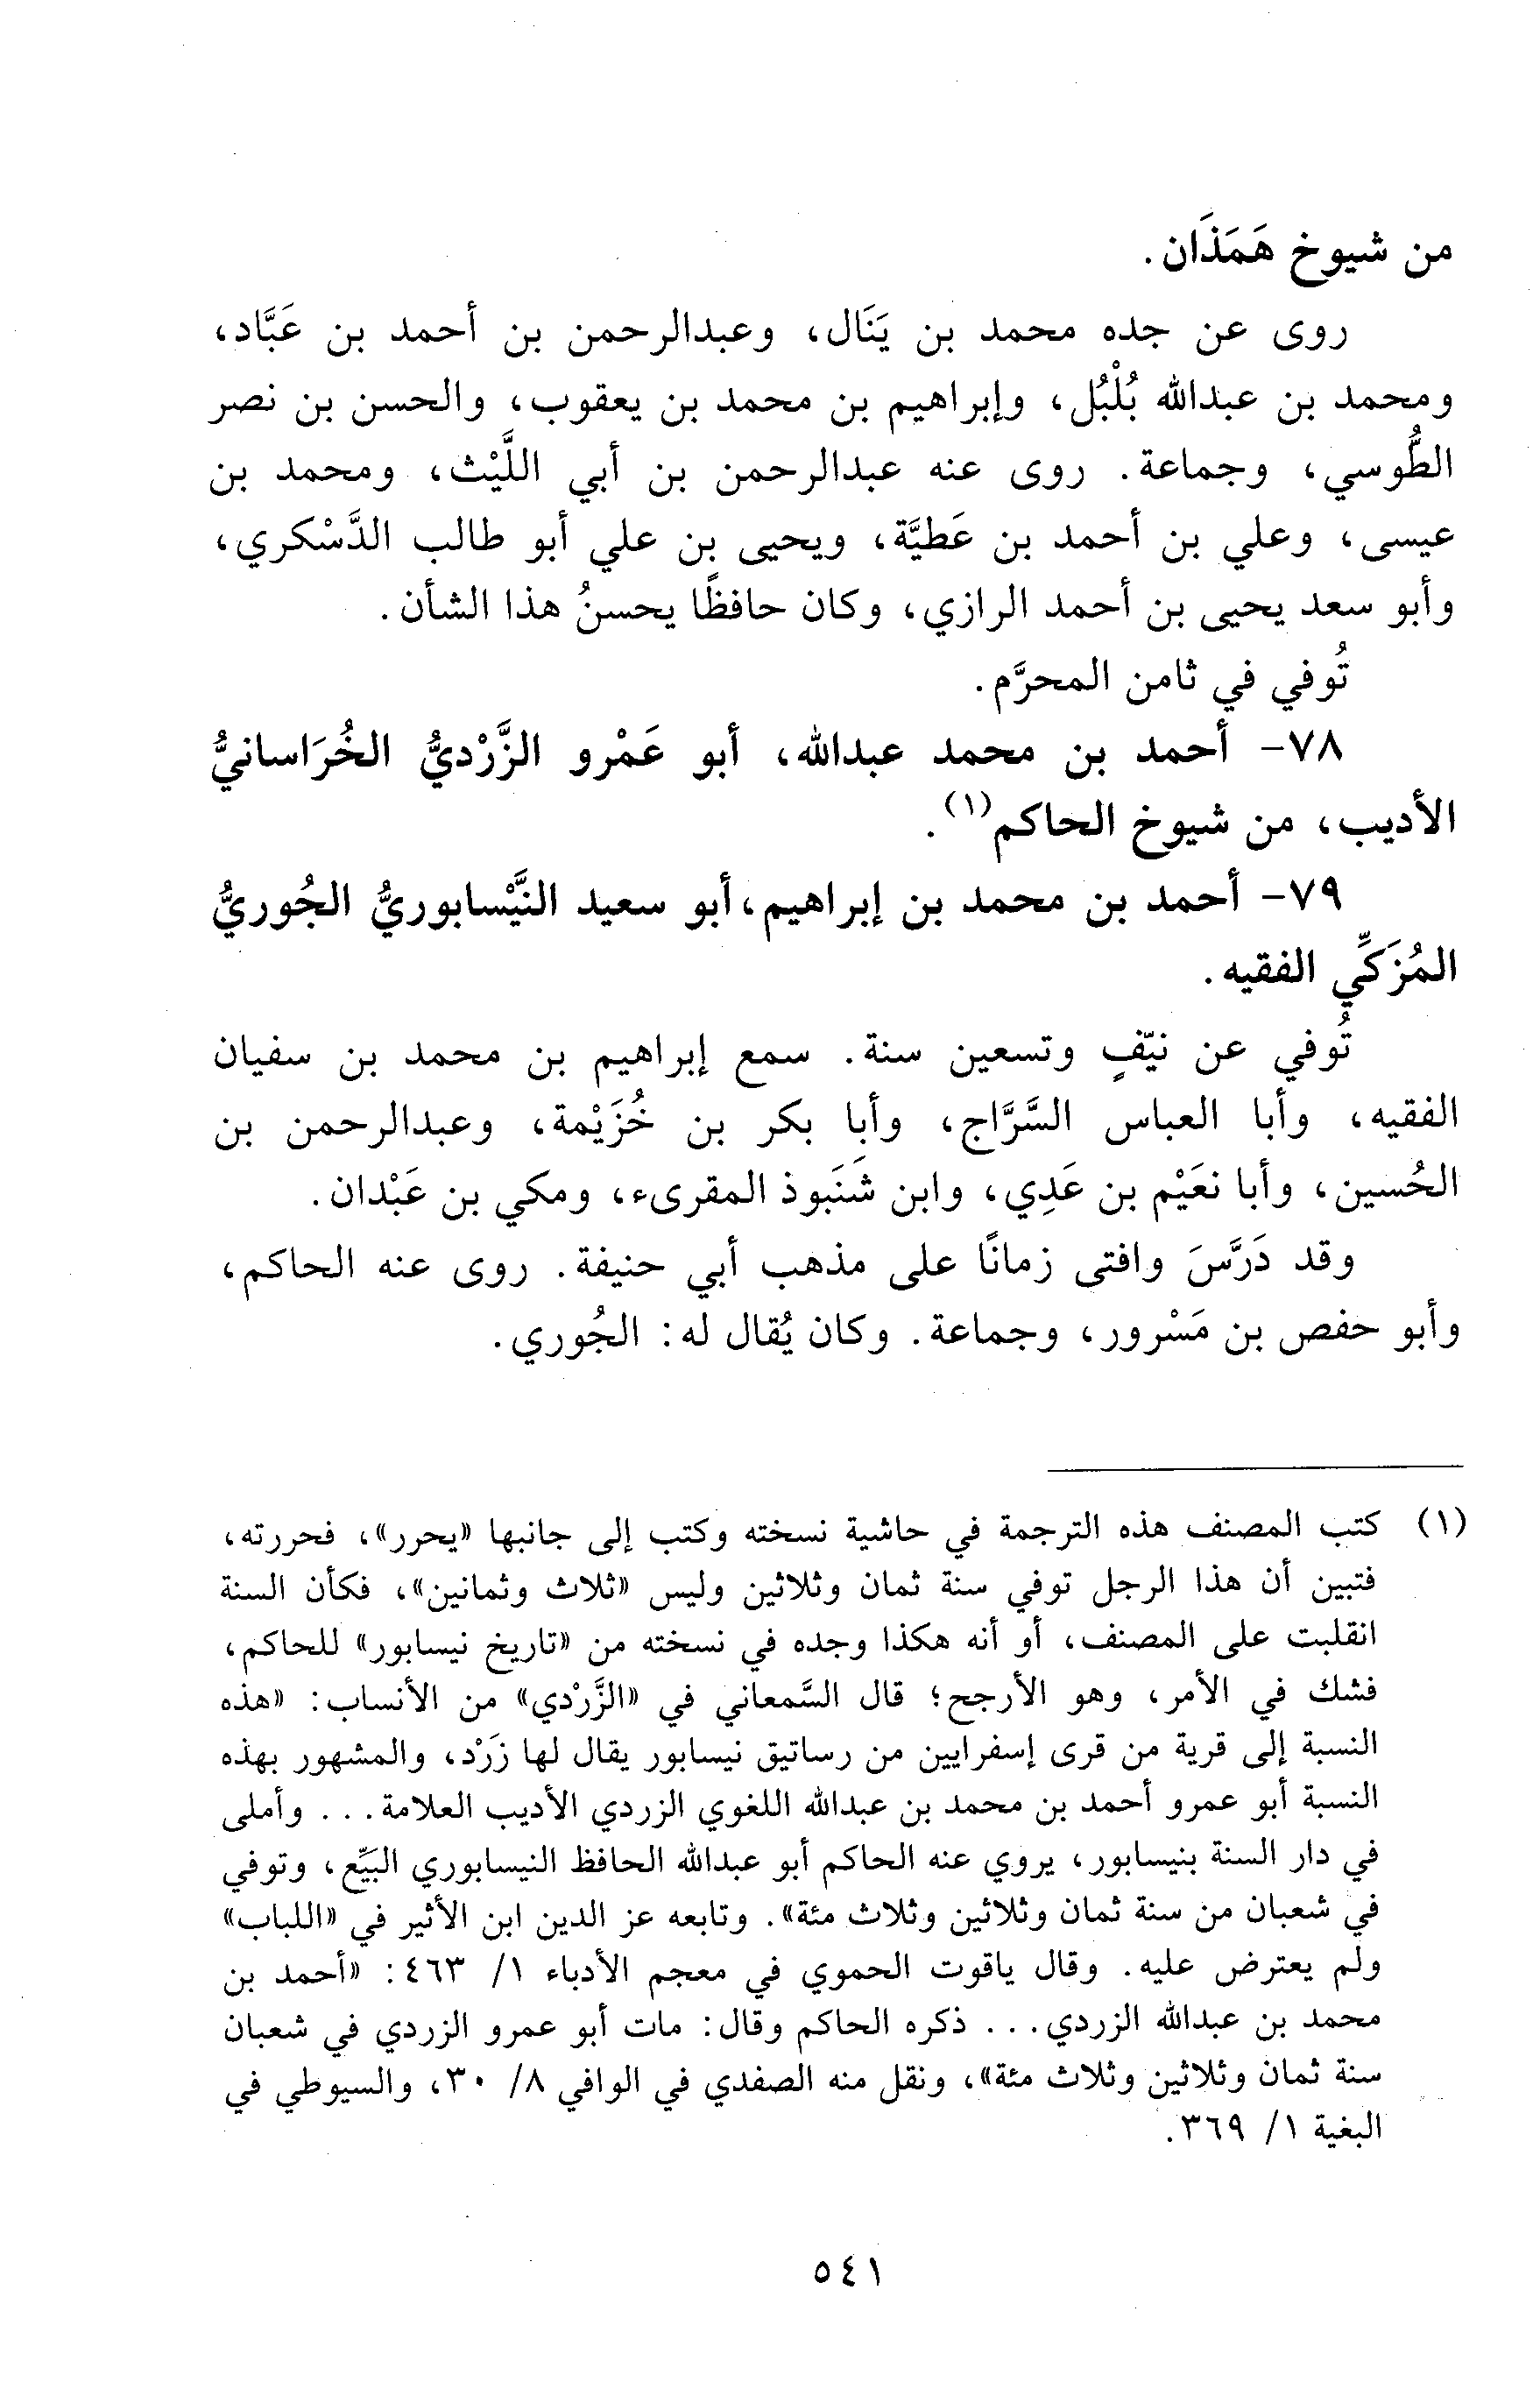 من شيوخ هَمَذَان.
روى عن جده محمد بن يَنَال، وعبدالرحمن بن أحمد بن عَبَّاد،
ومحمد بن عبدالله بُلْبُل، وإبراهيم بن محمد بن يعقوب، والحسن بن نصر
الطُّوسي، وجماعة. روى عنه عبدالرحمن بن أبي اللَّيْث، ومحمد بن
عيسى، وعلي بن أحمد بن عَطيَّة، ويحيى بن علي أبو طالب الدَّسْكري،
وأبو سعد يحيى بن أحمد الرازي، وكان حافظًا يحسنُ هذا الشأن.
تُوفي في ثامن المحرَّم.
٧٨- أحمد بن محمد عبدالله، أبو عَمْرو الزَّرْديُّ الخُرَاسانيُّ
الأديب، من شيوخ الحاكم(١).
٧٩- أحمد بن محمد بن إبراهيم، أبو سعيد النَّيْسابوريُّ الجُوريُّ
المُزَكِّي الفقيه.
تُوفي عن نيّفٍ وتسعين سنة. سمع إبراهيم بن محمد بن سفيان
الفقيه، وأبا العباس السَّرَّاج، وأبا بكر بن خُزَيْمة، وعبدالرحمن بن
الحُسين، وأبا نعَيْم بن عَدِي، وابن شَنَبوذ المقرىء، ومكي بن عَبْدان.
وقد دَرَّسَ وافتى زمانًا على مذهب أبي حنيفة. روى عنه الحاكم،
وأبو حفص بن مَسْرور، وجماعة. وكان يُقال له: الجُوري.
(١) كتب المصنف هذه الترجمة في حاشية نسخته وكتب إلى جانبها «يحرر»، فحررته،
فتبين أن هذا الرجل توفي سنة ثمان وثلاثين وليس «ثلاث وثمانين»، فكأن السنة
انقلبت على المصنف، أو أنه هكذا وجده في نسخته من «تاريخ نيسابور» للحاكم،
فشك في الأمر، وهو الأرجح؛ قال السَّمعاني في «الزَّرْدي» من الأنساب: «هذه
النسبة إلى قرية من قرى إسفرايين من رساتيق نيسابور يقال لها زَرْد، والمشهور بهذه
النسبة أبو عمرو أحمد بن محمد بن عبدالله اللغوي الزردي الأديب العلامة... وأملى
في دار السنة بنيسابور، يروي عنه الحاكم أبو عبدالله الحافظ النيسابوري البَيِّع، وتوفي
في شعبان من سنة ثمان وثلاثين وثلاث مئة». وتابعه عز الدين ابن الأثير في «اللباب»
ولم يعترض عليه. وقال ياقوت الحموي في معجم الأدباء ١/ ٤٦٣: «أحمد بن
محمد بن عبدالله الزردي... ذكره الحاكم وقال: مات أبو عمرو الزردي في شعبان
سنة ثمان وثلاثين وثلاث مئة»، ونقل منه الصفدي في الوافي ٨/ ٣٠، والسيوطي في
البغية ١/ ٣٦٩.
٥٤١